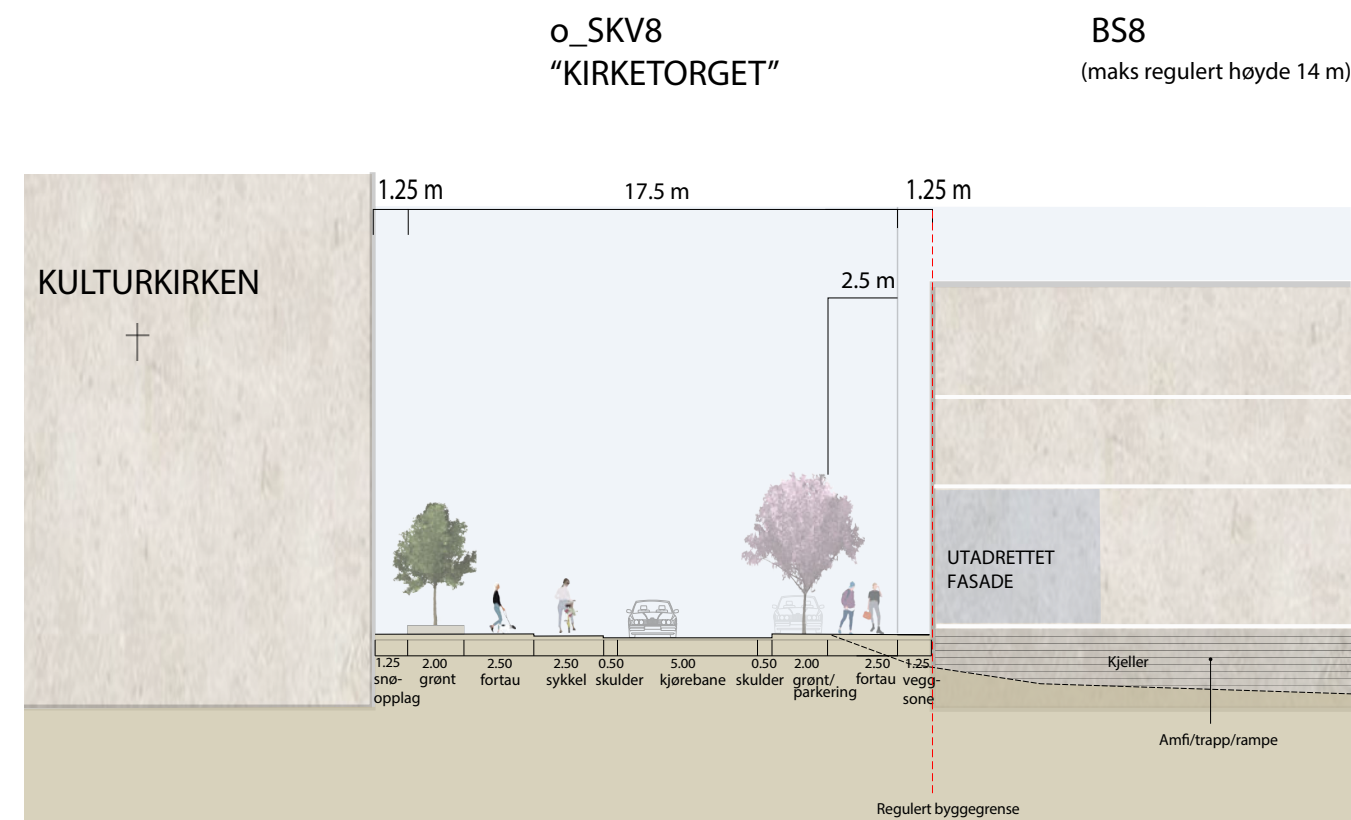 o_SKV8
“KIRKETORGET”
BS8
(maks regulert høyde 14 m)
1.25 m
17.5 m
1.25 m
KULTURKIRKEN
2.5 m
UTADRETTET
FASADE
1.25 2.00 2.50 2.50 0.50 5.00 0.50 2.00 2.50 1.25
snø- grønt fortau sykkel skulder kjørebane skulder grønt/ fortau vegg-
opplag parkering sone
Kjeller
Amfi/trapp/rampe
Regulert byggegrense